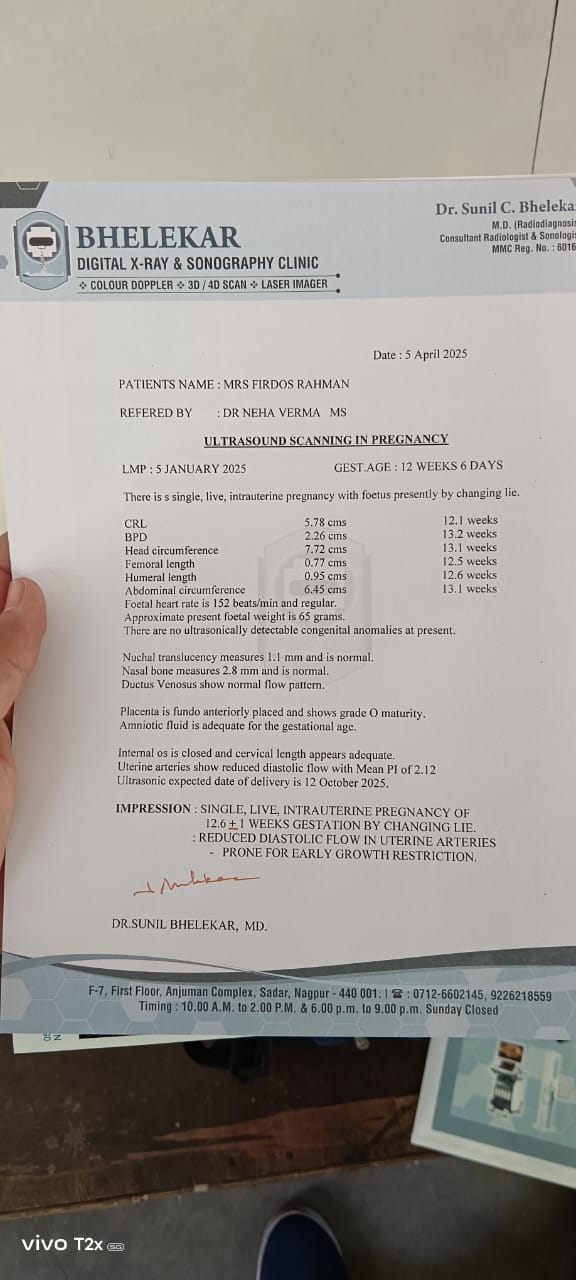 Dr. Sunil C. Bheleka
M.D. (Radiodiagnosis
Consultant Radiologist & Sonologis
MMC Reg. No. : 6016
BHELEKAR
DIGITAL X-RAY & SONOGRAPHY CLINIC
❖ COLOUR DOPPLER ❖ 3D / 4D SCAN ❖ LASER IMAGER
Date : 5 April 2025
PATIENTS NAME : MRS FIRDOS RAHMAN
REFERED BY : DR NEHA VERMA MS
ULTRASOUND SCANNING IN PREGNANCY
LMP : 5 JANUARY 2025 GEST.AGE : 12 WEEKS 6 DAYS
There is s single, live, intrauterine pregnancy with foetus presently by changing lie.
CRL 5.78 cms 12.1 weeks
BPD 2.26 cms 13.2 weeks
Head circumference 7.72 cms 13.1 weeks
Femoral length 0.77 cms 12.5 weeks
Humeral length 0.95 cms 12.6 weeks
Abdominal circumference 6.45 cms 13.1 weeks
Foetal heart rate is 152 beats/min and regular.
Approximate present foetal weight is 65 grams.
There are no ultrasonically detectable congenital anomalies at present.
Nuchal translucency measures 1.1 mm and is normal.
Nasal bone measures 2.8 mm and is normal.
Ductus Venosus show normal flow pattern.
Placenta is fundo anteriorly placed and shows grade O maturity.
Amniotic fluid is adequate for the gestational age.
Internal os is closed and cervical length appears adequate.
Uterine arteries show reduced diastolic flow with Mean PI of 2.12
Ultrasonic expected date of delivery is 12 October 2025.
IMPRESSION : SINGLE, LIVE, INTRAUTERINE PREGNANCY OF
12.6 ± 1 WEEKS GESTATION BY CHANGING LIE.
: REDUCED DIASTOLIC FLOW IN UTERINE ARTERIES
- PRONE FOR EARLY GROWTH RESTRICTION.
DR.SUNIL BHELEKAR, MD.
F-7, First Floor, Anjuman Complex, Sadar, Nagpur - 440 001. I ☎ : 0712-6602145, 9226218559
Timing : 10.00 A.M. to 2.00 P.M. & 6.00 p.m. to 9.00 p.m. Sunday Closed
vivo T2x 5G